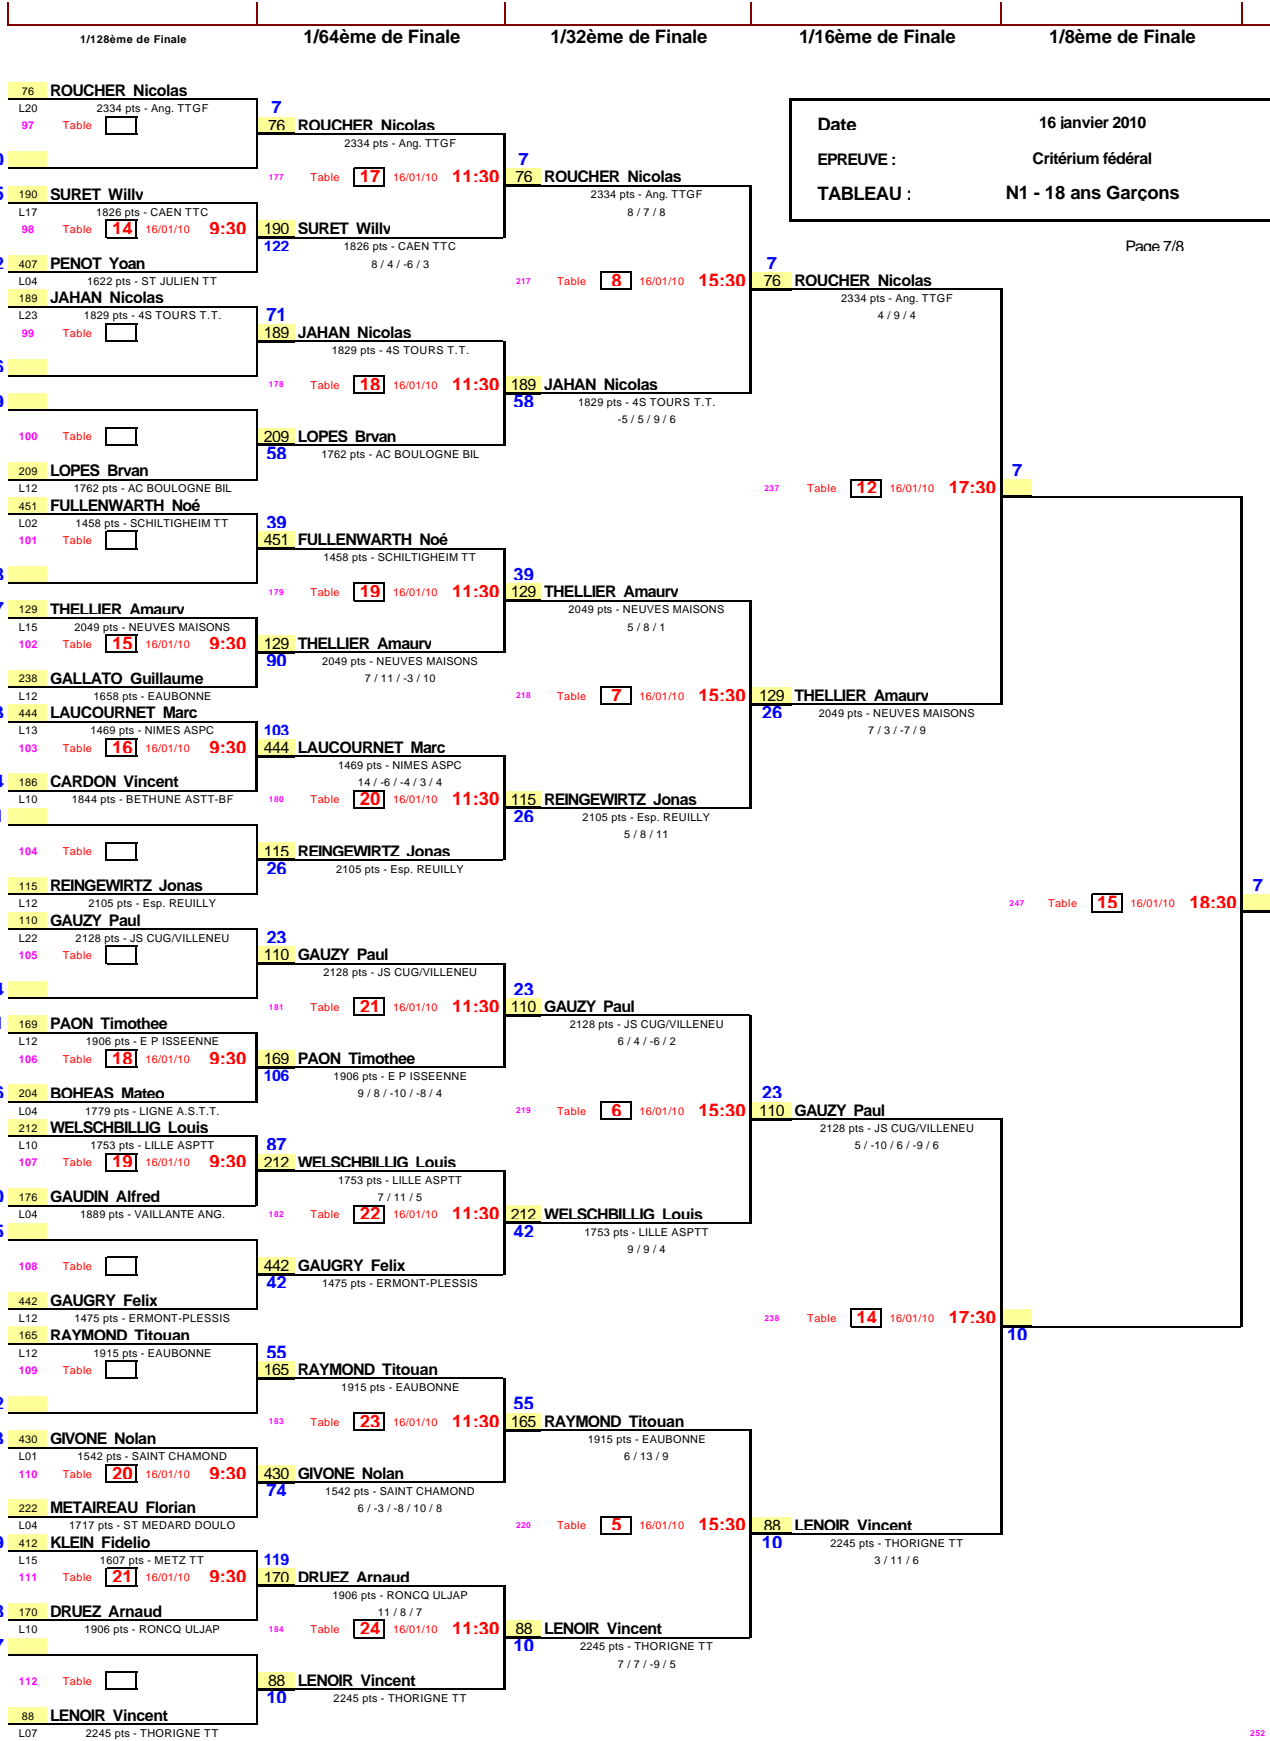 1/128ème de Finale
1/64ème de Finale
1/32ème de Finale
1/16ème de Finale
1/8ème de Finale
Date 16 janvier 2010
EPREUVE : Critérium fédéral
TABLEAU : N1 - 18 ans Garçons
Page 7/8
76 ROUCHER Nicolas
L20 2334 pts - Ang. TTGF
97 Table
190 SURET Willy
L17 1826 pts - CAEN TTC
98 Table 14 16/01/10 9:30
407 PENOT Yoan
L04 1622 pts - ST JULIEN TT
189 JAHAN Nicolas
L23 1829 pts - 4S TOURS T.T.
99 Table
100 Table
209 LOPES Bryan
L12 1762 pts - AC BOULOGNE BIL
451 FULLENWARTH Noé
L02 1458 pts - SCHILTIGHEIM TT
101 Table
129 THELLIER Amaury
L15 2049 pts - NEUVES MAISONS
102 Table 15 16/01/10 9:30
238 GALLATO Guillaume
L12 1658 pts - EAUBONNE
444 LAUCOURNET Marc
L13 1469 pts - NIMES ASPC
103 Table 16 16/01/10 9:30
186 CARDON Vincent
L10 1844 pts - BETHUNE ASTT-BF
104 Table
115 REINGEWIRTZ Jonas
L12 2105 pts - Esp. REUILLY
110 GAUZY Paul
L22 2128 pts - JS CUG/VILLENEU
105 Table
169 PAON Timothee
L12 1906 pts - E P ISSEENNE
106 Table 18 16/01/10 9:30
204 BOHEAS Mateo
L04 1779 pts - LIGNE A.S.T.T.
212 WELSCHBILLIG Louis
L10 1753 pts - LILLE ASPTT
107 Table 19 16/01/10 9:30
176 GAUDIN Alfred
L04 1889 pts - VAILLANTE ANG.
108 Table
442 GAUGRY Felix
L12 1475 pts - ERMONT-PLESSIS
165 RAYMOND Titouan
L12 1915 pts - EAUBONNE
109 Table
430 GIVONE Nolan
L01 1542 pts - SAINT CHAMOND
110 Table 20 16/01/10 9:30
222 METAIREAU Florian
L04 1717 pts - ST MEDARD DOULO
412 KLEIN Fidelio
L15 1607 pts - METZ TT
111 Table 21 16/01/10 9:30
170 DRUEZ Arnaud
L10 1906 pts - RONCQ ULJAP
112 Table
88 LENOIR Vincent
L07 2245 pts - THORIGNE TT
7
76 ROUCHER Nicolas
2334 pts - Ang. TTGF
177 Table 17 16/01/10 11:30
190 SURET Willy
122 1826 pts - CAEN TTC
8 / 4 / -6 / 3
71
189 JAHAN Nicolas
1829 pts - 4S TOURS T.T.
178 Table 18 16/01/10 11:30
209 LOPES Bryan
58 1762 pts - AC BOULOGNE BIL
39
451 FULLENWARTH Noé
1458 pts - SCHILTIGHEIM TT
179 Table 19 16/01/10 11:30
129 THELLIER Amaury
90 2049 pts - NEUVES MAISONS
7 / 11 / -3 / 10
103
444 LAUCOURNET Marc
1469 pts - NIMES ASPC
14 / -6 / -4 / 3 / 4
180 Table 20 16/01/10 11:30
115 REINGEWIRTZ Jonas
26 2105 pts - Esp. REUILLY
23
110 GAUZY Paul
2128 pts - JS CUG/VILLENEU
181 Table 21 16/01/10 11:30
169 PAON Timothee
106 1906 pts - E P ISSEENNE
9 / 8 / -10 / -8 / 4
87
212 WELSCHBILLIG Louis
1753 pts - LILLE ASPTT
7 / 11 / 5
182 Table 22 16/01/10 11:30
442 GAUGRY Felix
42 1475 pts - ERMONT-PLESSIS
55
165 RAYMOND Titouan
1915 pts - EAUBONNE
183 Table 23 16/01/10 11:30
430 GIVONE Nolan
74 1542 pts - SAINT CHAMOND
6 / -3 / -8 / 10 / 8
119
170 DRUEZ Arnaud
1906 pts - RONCQ ULJAP
11 / 8 / 7
184 Table 24 16/01/10 11:30
88 LENOIR Vincent
10 2245 pts - THORIGNE TT
7
76 ROUCHER Nicolas
2334 pts - Ang. TTGF
8 / 7 / 8
217 Table 8 16/01/10 15:30
189 JAHAN Nicolas
58 1829 pts - 4S TOURS T.T.
-5 / 5 / 9 / 6
39
129 THELLIER Amaury
2049 pts - NEUVES MAISONS
5 / 8 / 1
218 Table 7 16/01/10 15:30
115 REINGEWIRTZ Jonas
26 2105 pts - Esp. REUILLY
5 / 8 / 11
23
110 GAUZY Paul
2128 pts - JS CUG/VILLENEU
6 / 4 / -6 / 2
219 Table 6 16/01/10 15:30
212 WELSCHBILLIG Louis
42 1753 pts - LILLE ASPTT
9 / 9 / 4
55
165 RAYMOND Titouan
1915 pts - EAUBONNE
6 / 13 / 9
220 Table 5 16/01/10 15:30
88 LENOIR Vincent
10 2245 pts - THORIGNE TT
7 / 7 / -9 / 5
7
76 ROUCHER Nicolas
2334 pts - Ang. TTGF
4 / 9 / 4
237 Table 12 16/01/10 17:30
129 THELLIER Amaury
26 2049 pts - NEUVES MAISONS
7 / 3 / -7 / 9
23
110 GAUZY Paul
2128 pts - JS CUG/VILLENEU
5 / -10 / 6 / -9 / 6
238 Table 14 16/01/10 17:30
88 LENOIR Vincent
10 2245 pts - THORIGNE TT
3 / 11 / 6
7
247 Table 15 16/01/10 18:30
10
7
252